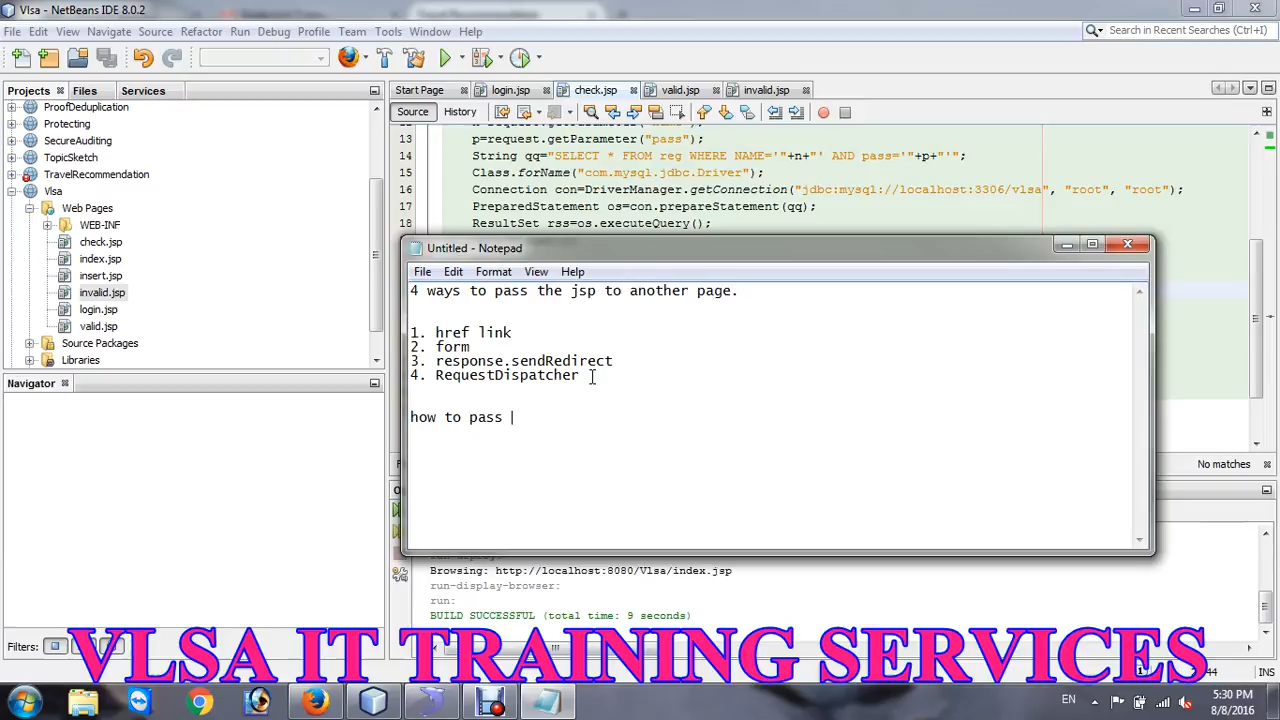 Vlsa - NetBeans IDE 8.0.2
File Edit View Navigate Source Refactor Run Debug Profile Team Tools Window Help
Search in Recent Searches (Ctrl+I)
Projects Files Services
Start Page login.jsp check.jsp valid.jsp invalid.jsp
Source History
ProofDeduplication
Protecting
SecureAuditing
TopicSketch
TravelRecommendation
Vlsa
Web Pages
WEB-INF
check.jsp
index.jsp
insert.jsp
invalid.jsp
login.jsp
valid.jsp
Source Packages
Libraries
Navigator
Filters:
13 p=request.getParameter("pass");
14 String qq="SELECT * FROM reg WHERE NAME='"+n+"' AND pass='"+p+"'";
15 Class.forName("com.mysql.jdbc.Driver");
16 Connection con=DriverManager.getConnection("jdbc:mysql://localhost:3306/vlsa", "root", "root");
17 PreparedStatement os=con.prepareStatement(qq);
18 ResultSet rss=os.executeQuery();
Untitled - Notepad
File Edit Format View Help
4 ways to pass the jsp to another page.
1. href link
2. form
3. response.sendRedirect
4. RequestDispatcher
how to pass
No matches
Browsing: http://localhost:8080/Vlsa/index.jsp
run-display-browser:
run:
BUILD SUCCESSFUL (total time: 9 seconds)
INS
VLSA IT TRAINING SERVICES
EN
5:30 PM
8/8/2016